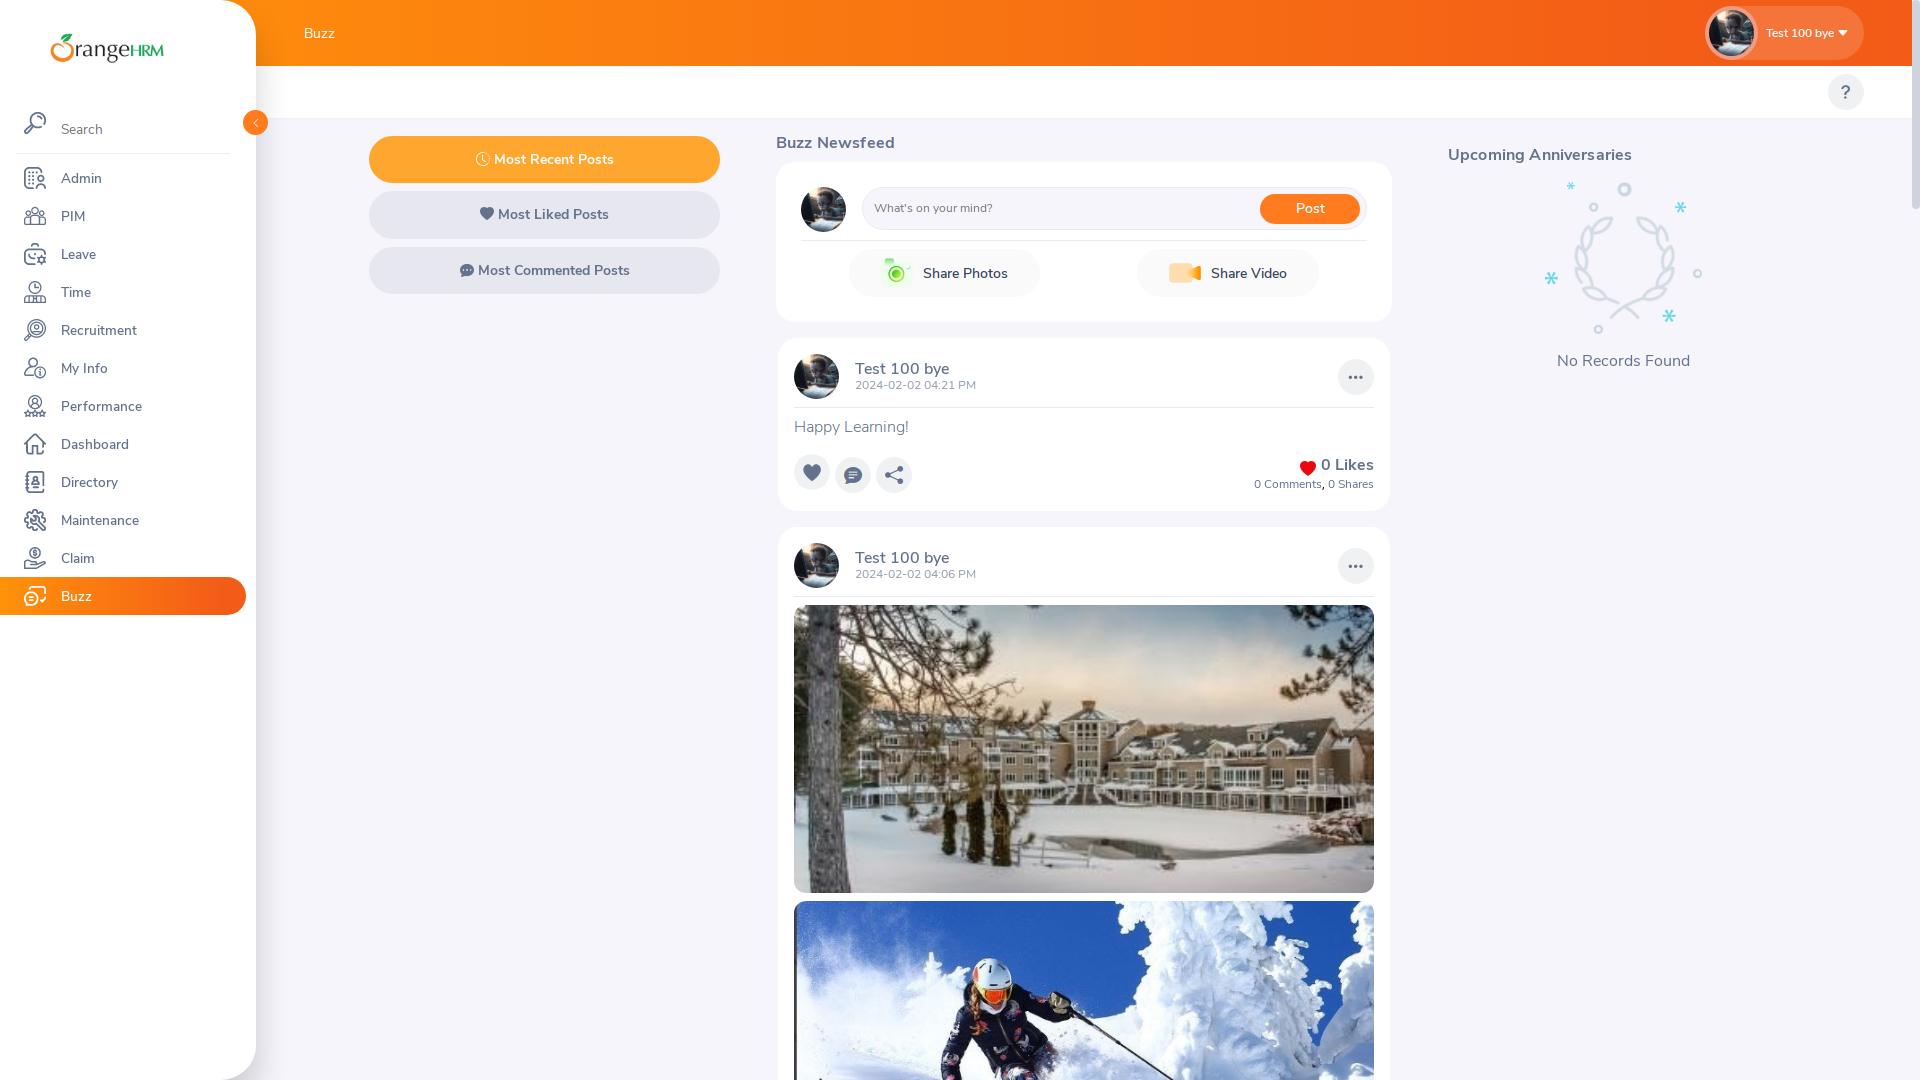 OrangeHRM
Search
Admin
PIM
Leave
Time
Recruitment
My Info
Performance
Dashboard
Directory
Maintenance
Claim
Buzz
Buzz
Test 100 bye
?
Most Recent Posts
Most Liked Posts
Most Commented Posts
Buzz Newsfeed
What's on your mind?
Post
Share Photos
Share Video
Test 100 bye
2024-02-02 04:21 PM
Happy Learning!
0 Likes
0 Comments, 0 Shares
Test 100 bye
2024-02-02 04:06 PM
Upcoming Anniversaries
No Records Found